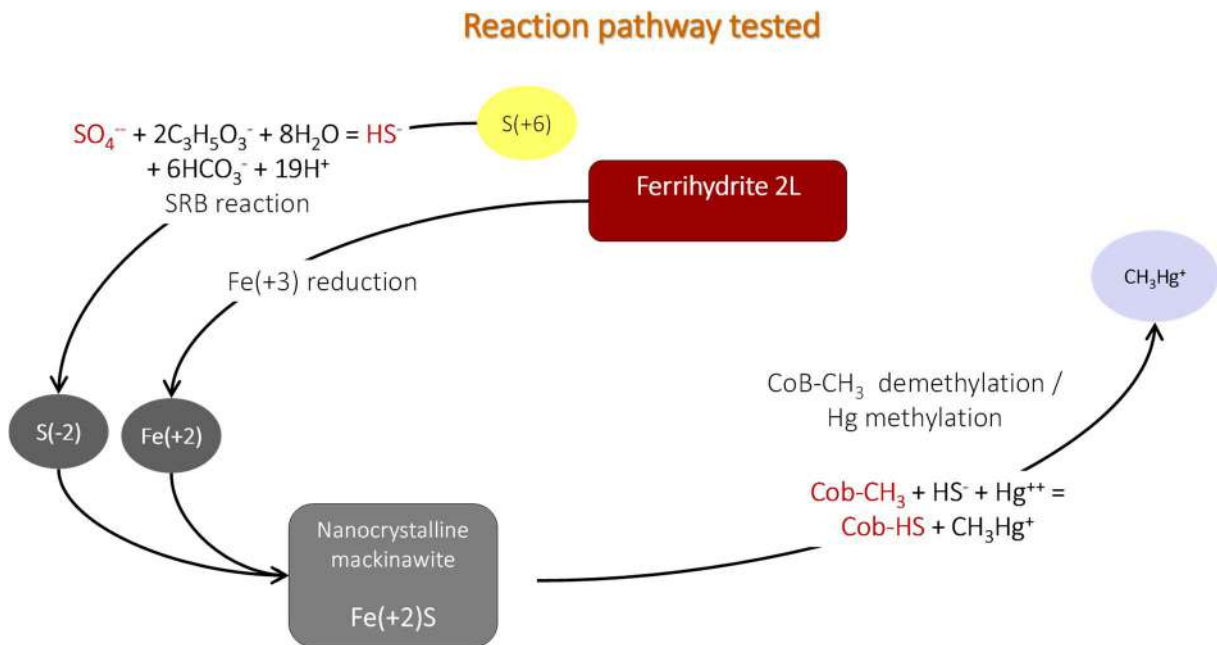 Reaction pathway tested
S(+6)
SO₄⁻⁻ + 2C₃H₅O₃⁻ + 8H₂O = HS⁻
+ 6HCO₃⁻ + 19H⁺
SRB reaction
Ferrihydrite 2L
Fe(+3) reduction
CH₃Hg⁺
CoB-CH₃ demethylation /
Hg methylation
S(-2)
Fe(+2)
Cob-CH₃ + HS⁻ + Hg⁺⁺ =
Cob-HS + CH₃Hg⁺
Nanocrystalline
mackinawite
Fe(+2)S